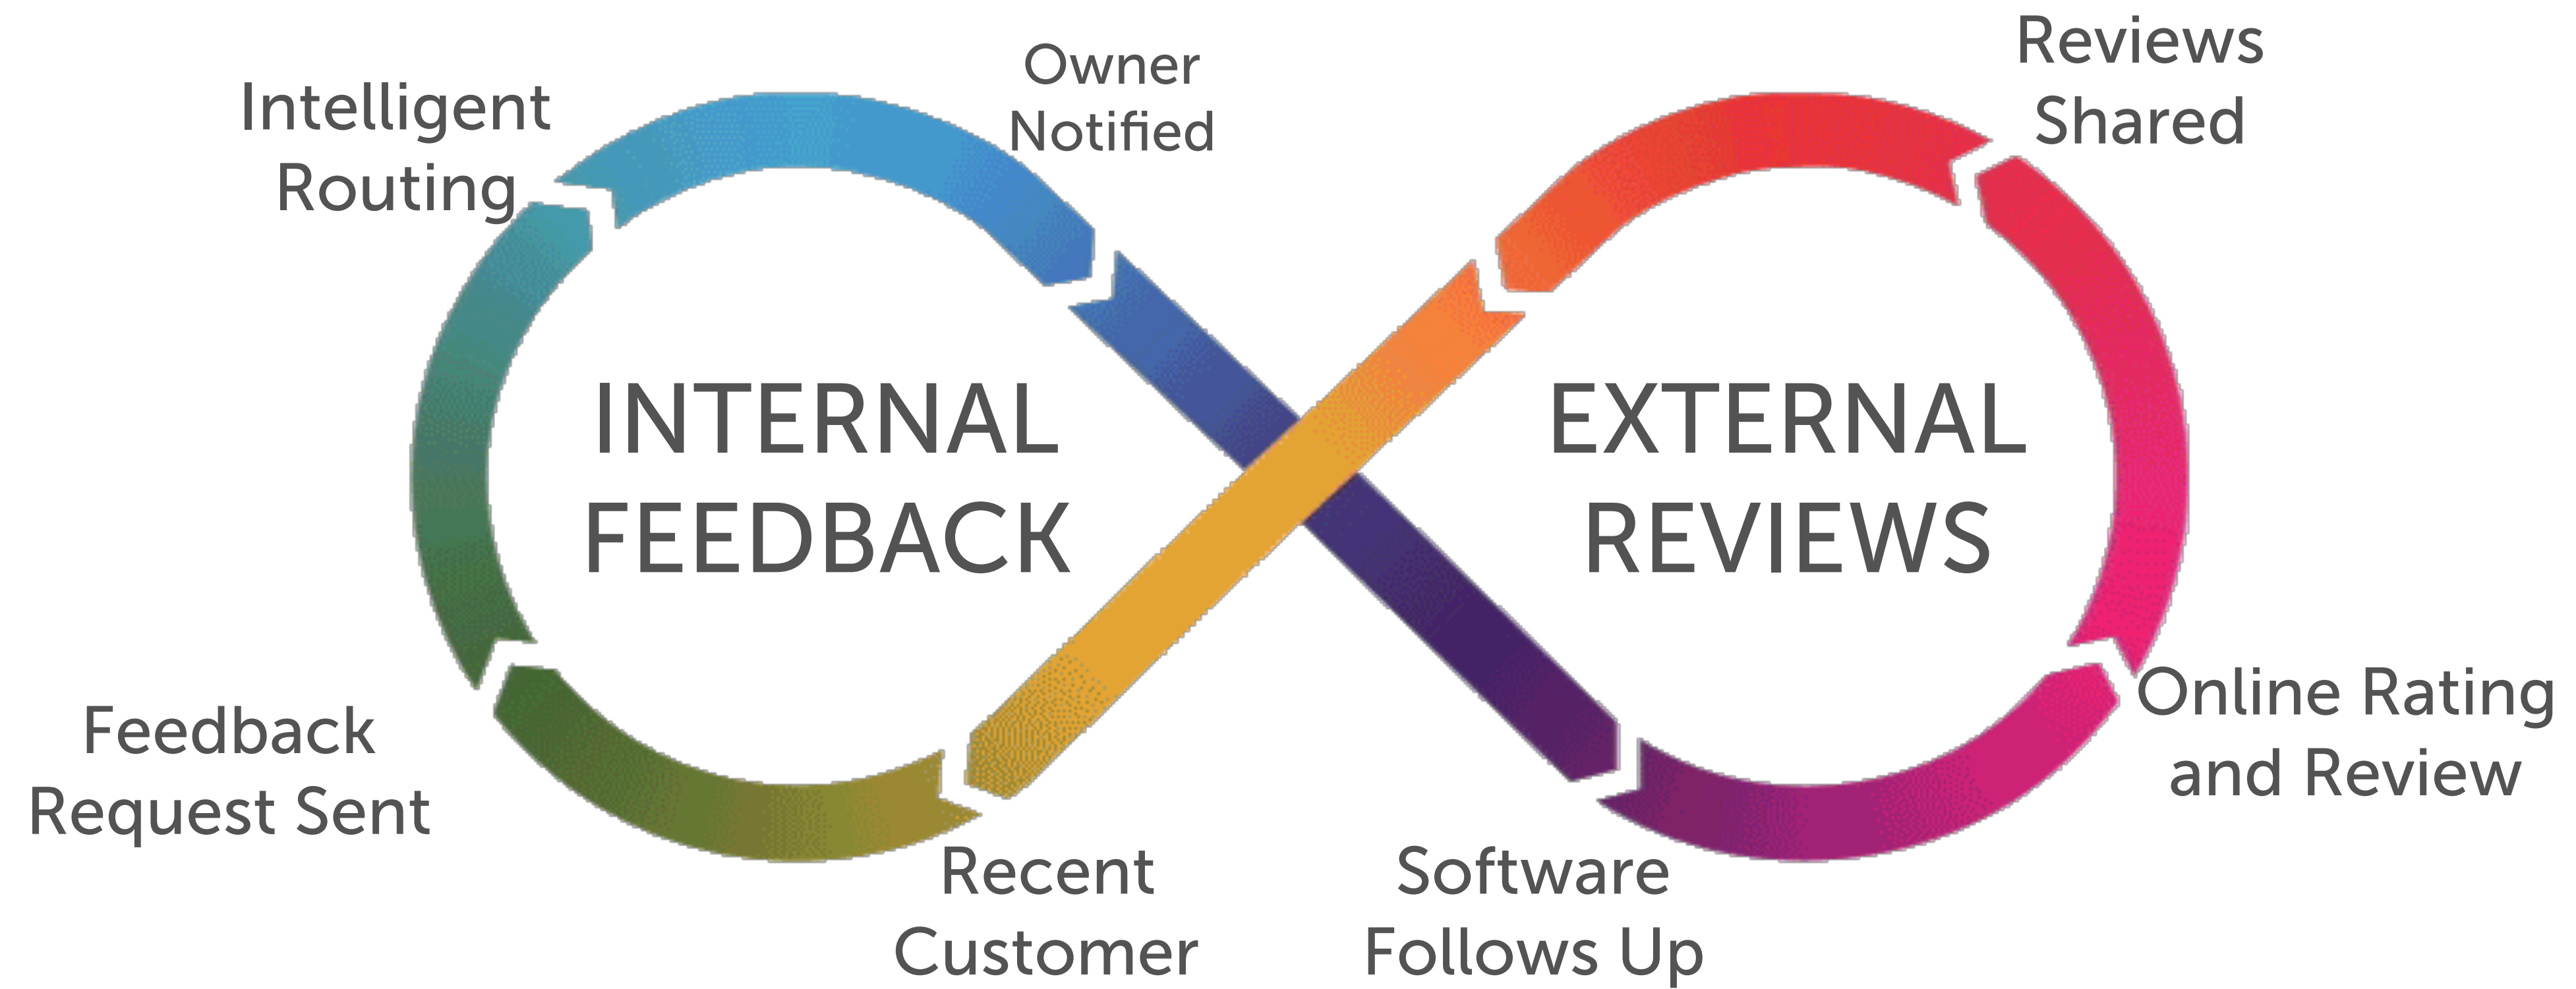 Intelligent
Routing
Owner
Notified
Reviews
Shared
INTERNAL
FEEDBACK
EXTERNAL
REVIEWS
Feedback
Request Sent
Recent
Customer
Software
Follows Up
Online Rating
and Review